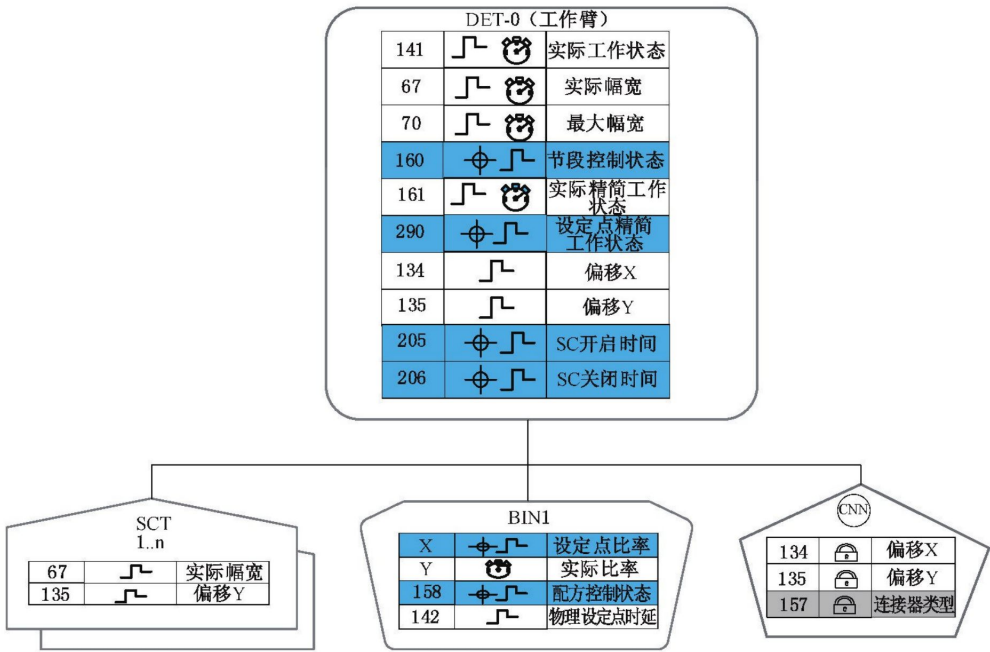 DET-0（工作臂）
141 实际工作状态
67 实际幅宽
70 最大幅宽
160 节段控制状态
161 实际精简工作
状态
290 设定点精简
工作状态
134 偏移X
135 偏移Y
205 SC开启时间
206 SC关闭时间
SCT
1..n
67 实际幅宽
135 偏移Y
BIN1
X 设定点比率
Y 实际比率
158 配方控制状态
142 物理设定点时延
CNN
134 偏移X
135 偏移Y
157 连接器类型